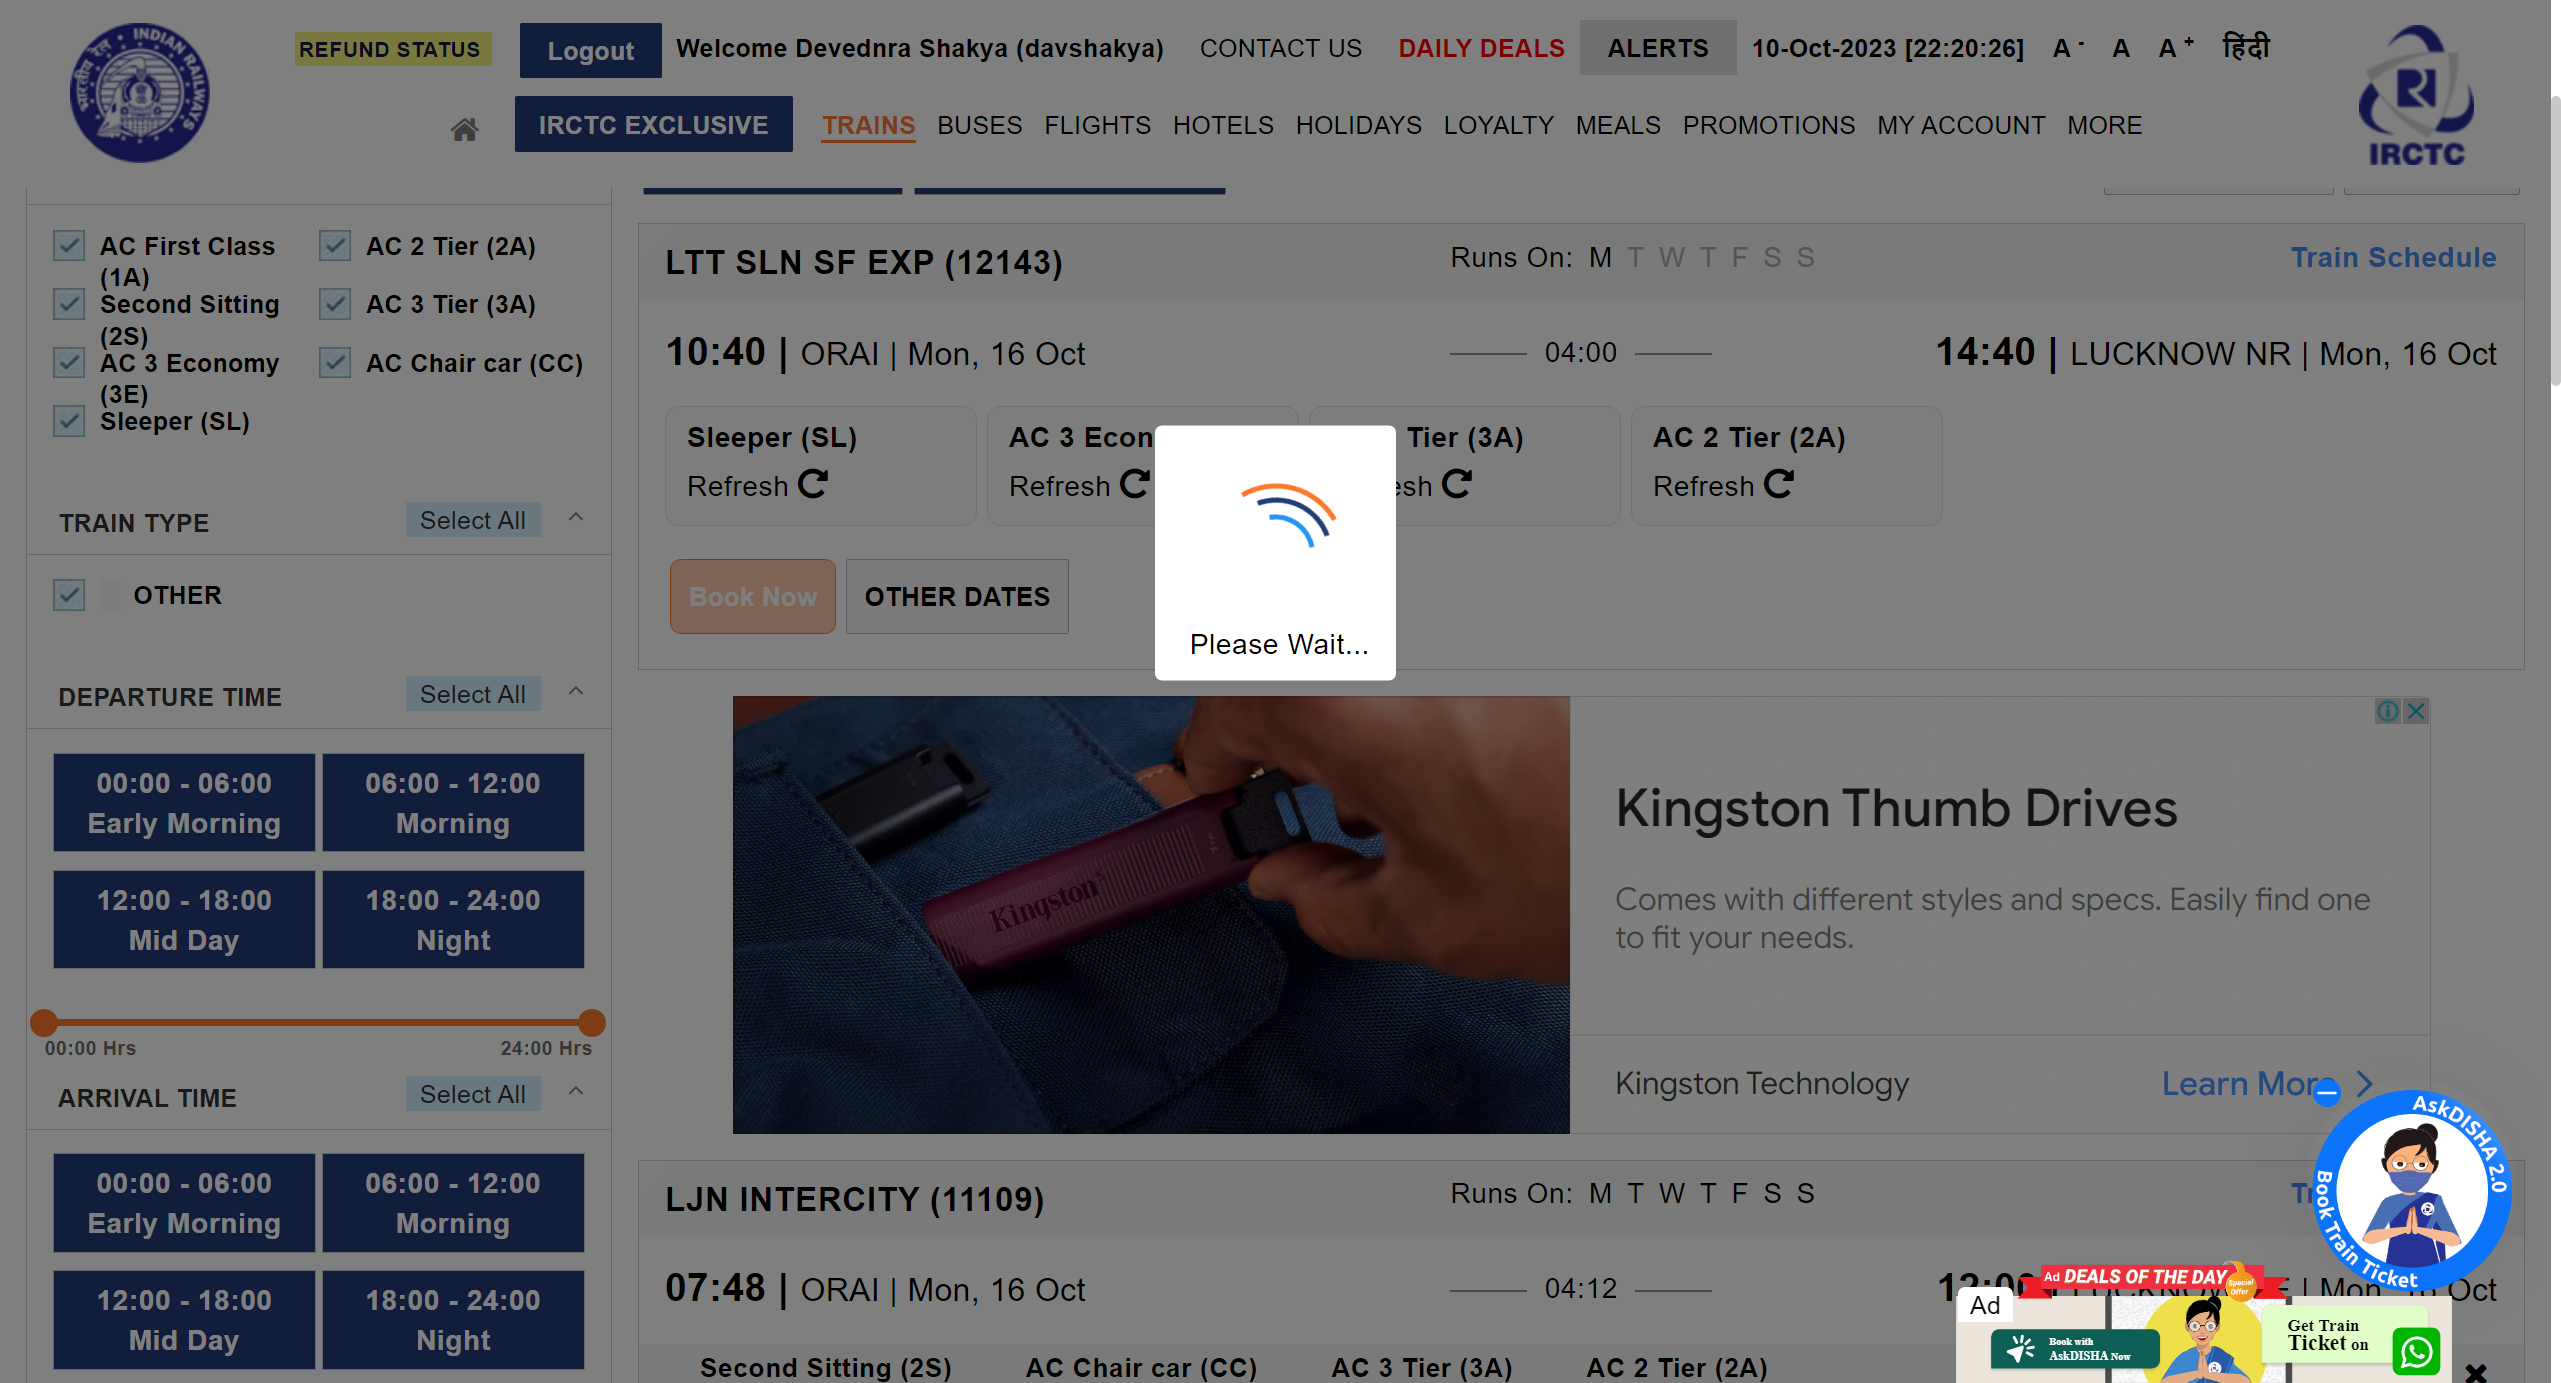 REFUND STATUS
Logout
Welcome Devednra Shakya (davshakya)
CONTACT US
DAILY DEALS
ALERTS
10-Oct-2023 [22:20:26]
A -
A
A +
हिंदी
भारतीय रेल INDIAN RAILWAYS
IRCTC
IRCTC EXCLUSIVE
TRAINS
BUSES
FLIGHTS
HOTELS
HOLIDAYS
LOYALTY
MEALS
PROMOTIONS
MY ACCOUNT
MORE
AC First Class (1A)
AC 2 Tier (2A)
Second Sitting (2S)
AC 3 Tier (3A)
AC 3 Economy (3E)
AC Chair car (CC)
Sleeper (SL)
TRAIN TYPE
Select All
OTHER
DEPARTURE TIME
Select All
00:00 - 06:00
Early Morning
06:00 - 12:00
Morning
12:00 - 18:00
Mid Day
18:00 - 24:00
Night
00:00 Hrs
24:00 Hrs
ARRIVAL TIME
Select All
00:00 - 06:00
Early Morning
06:00 - 12:00
Morning
12:00 - 18:00
Mid Day
18:00 - 24:00
Night
LTT SLN SF EXP (12143)
Runs On: M T W T F S S
Train Schedule
10:40 | ORAI | Mon, 16 Oct
04:00
14:40 | LUCKNOW NR | Mon, 16 Oct
Sleeper (SL)
Refresh
AC 3 Econ
Refresh
Tier (3A)
esh
AC 2 Tier (2A)
Refresh
Book Now
OTHER DATES
Please Wait...
Kingston
Kingston Thumb Drives
Comes with different styles and specs. Easily find one
to fit your needs.
Kingston Technology
Learn More
LJN INTERCITY (11109)
Runs On: M T W T F S S
07:48 | ORAI | Mon, 16 Oct
04:12
12:00
Mon, 16 Oct
Second Sitting (2S)
AC Chair car (CC)
AC 3 Tier (3A)
AC 2 Tier (2A)
AskDISHA 2.0
Book Train Ticket
Ad DEALS OF THE DAY
Special Offer
Ad
Book with
AskDISHA Now
Get Train
Ticket on